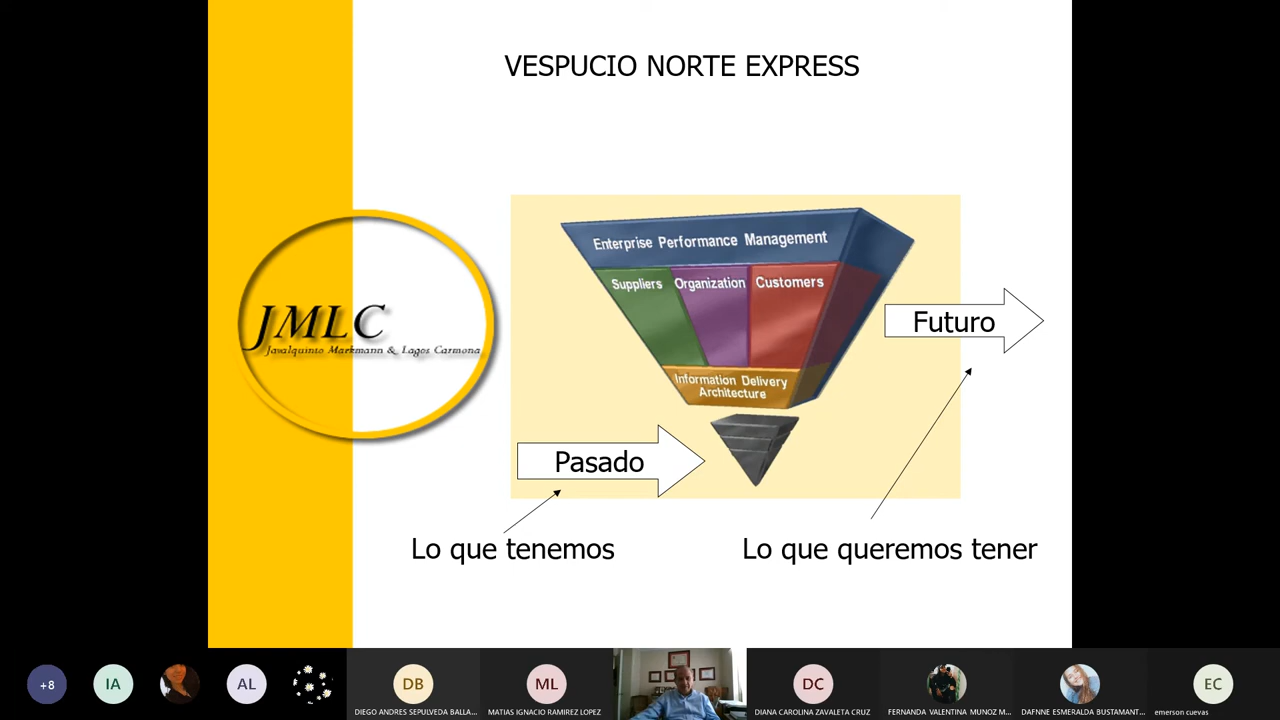 VESPUCIO NORTE EXPRESS
JMLC
Javalquinto Markmann & Lagos Carmona
Enterprise Performance Management
Suppliers
Organization
Customers
Information Delivery
Architecture
Futuro
Pasado
Lo que tenemos
Lo que queremos tener
+8
IA
AL
DB
DIEGO ANDRES SEPULVEDA BALLA...
ML
MATIAS IGNACIO RAMIREZ LOPEZ
DC
DIANA CAROLINA ZAVALETA CRUZ
FERNANDA VALENTINA MUNOZ M...
DAFNNE ESMERALDA BUSTAMANT...
EC
emerson cuevas